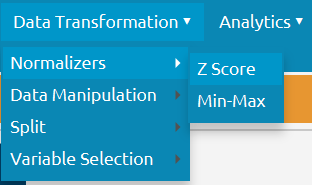 Data Transformation Analytics
Normalizers
Z Score
Data Manipulation
Min-Max
Split
Variable Selection